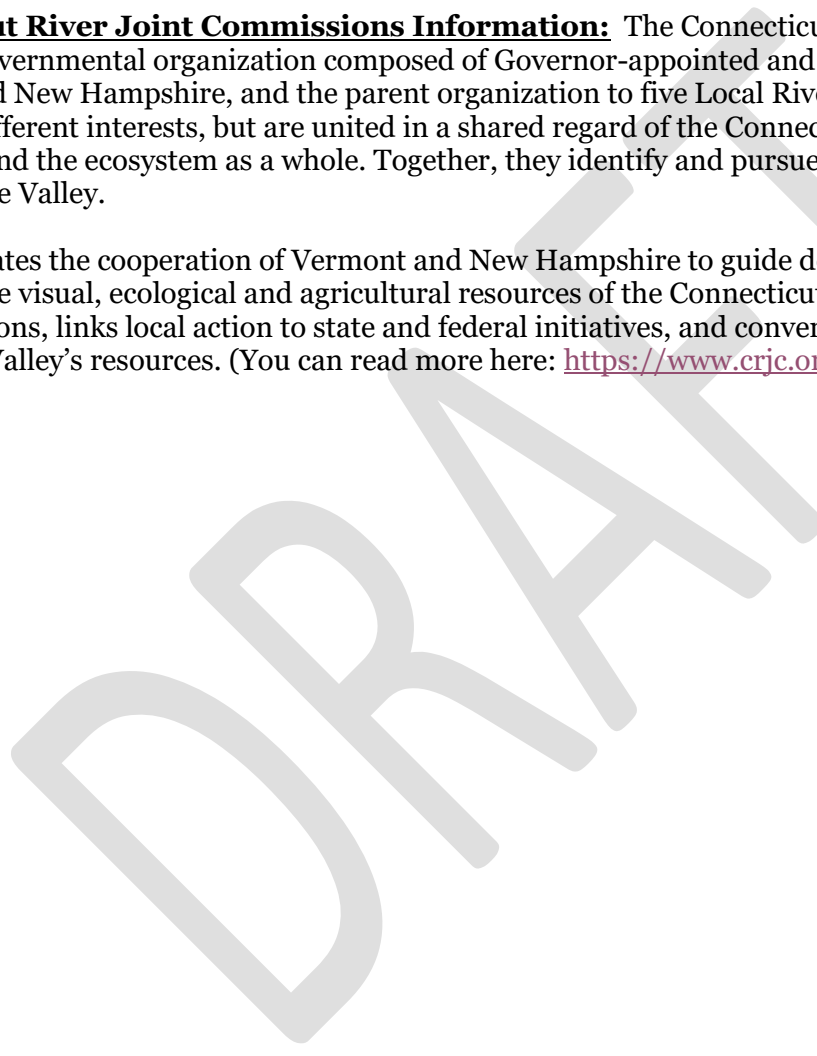 ut River Joint Commissions Information: The Connecticu
vernmental organization composed of Governor-appointed and
d New Hampshire, and the parent organization to five Local Rive
fferent interests, but are united in a shared regard of the Connec
nd the ecosystem as a whole. Together, they identify and pursue
e Valley.
ates the cooperation of Vermont and New Hampshire to guide de
e visual, ecological and agricultural resources of the Connecticut
ons, links local action to state and federal initiatives, and conven
Valley’s resources. (You can read more here: https://www.crjc.or
DRAFT